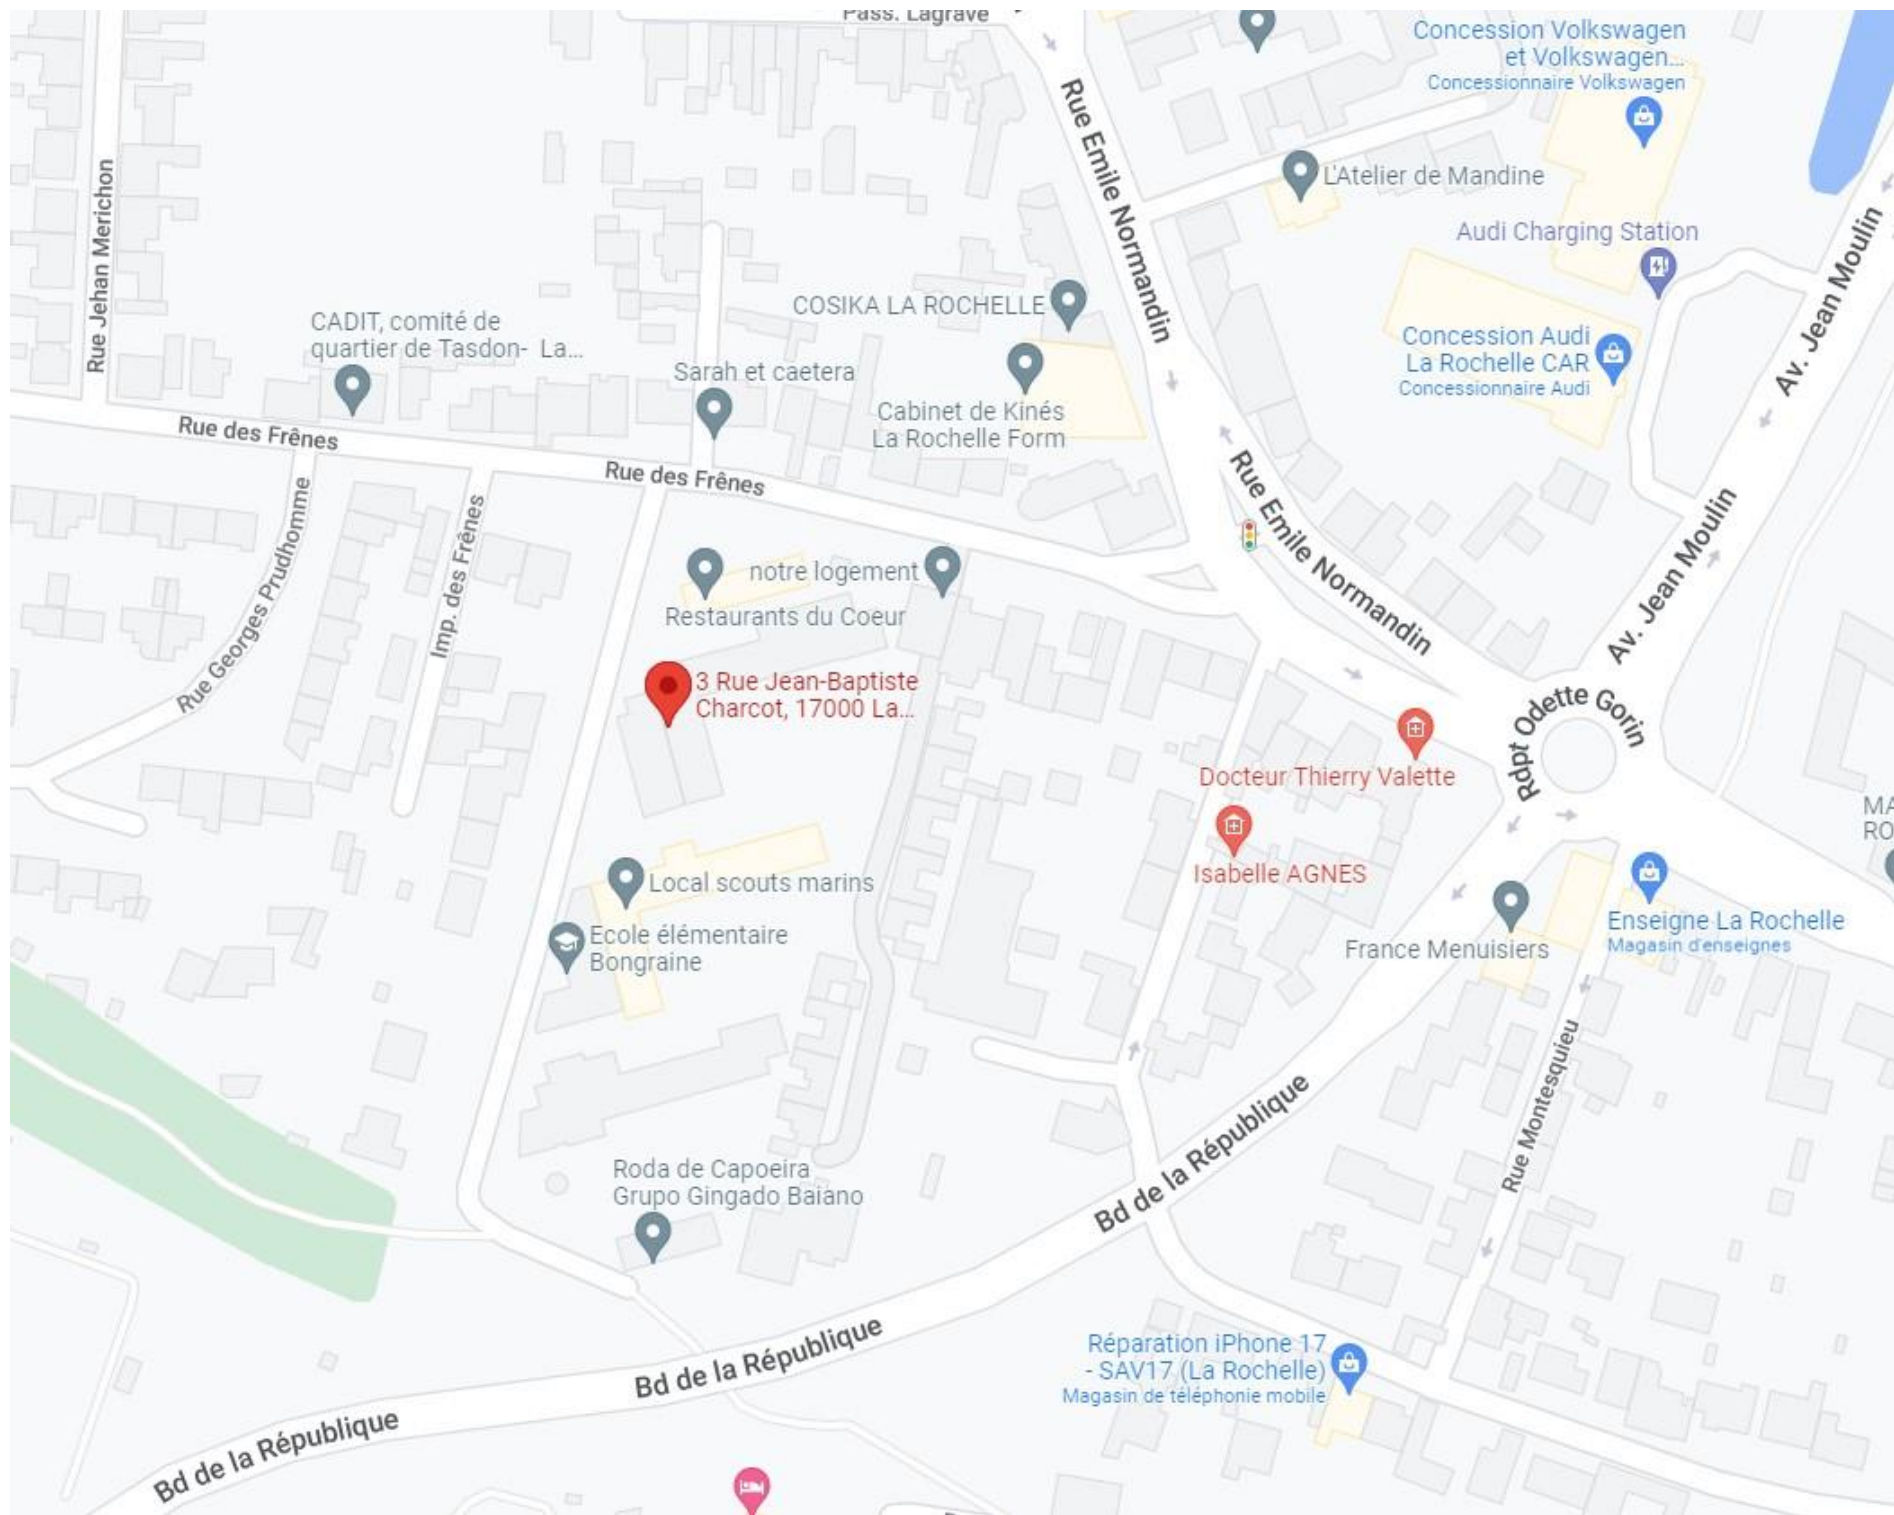 Pass. Lagrave
Concession Volkswagen
et Volkswagen...
Concessionnaire Volkswagen
Rue Emile Normandin
L'Atelier de Mandine
Rue Jehan Merichon
Audi Charging Station
Av. Jean Moulin
COSIKA LA ROCHELLE
CADIT, comité de
quartier de Tasdon- La...
Concession Audi
La Rochelle CAR
Concessionnaire Audi
Sarah et caetera
Cabinet de Kinés
La Rochelle Form
Rue des Frênes
Rue des Frênes
Rue Georges Prudhomme
Imp. des Frênes
Rue Emile Normandin
Av. Jean Moulin
notre logement
Restaurants du Coeur
3 Rue Jean-Baptiste
Charcot, 17000 La...
Rdpt Odette Gorin
Docteur Thierry Valette
MA
RO
Isabelle AGNES
Local scouts marins
Ecole élémentaire
Bongraine
France Menuisiers
Enseigne La Rochelle
Magasin d'enseignes
Rue Montesquieu
Bd de la République
Roda de Capoeira
Grupo Gingado Baiano
Bd de la République
Réparation iPhone 17
- SAV17 (La Rochelle)
Magasin de téléphonie mobile
Bd de la République